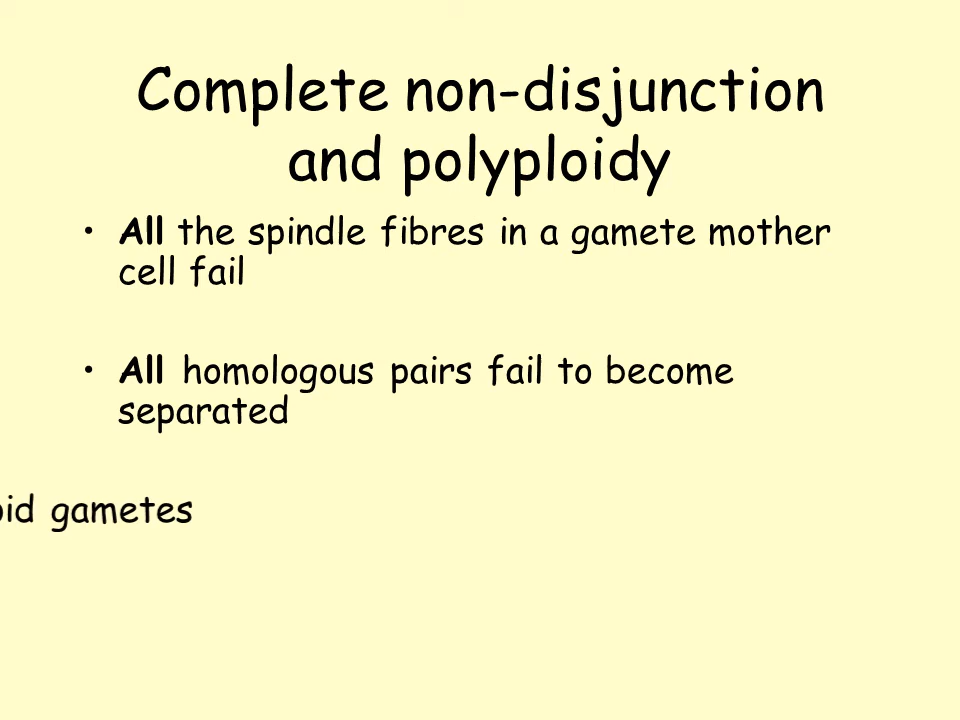 Complete non-disjunction
and polyploidy
• All the spindle fibres in a gamete mother
cell fail
• All homologous pairs fail to become
separated
gametes